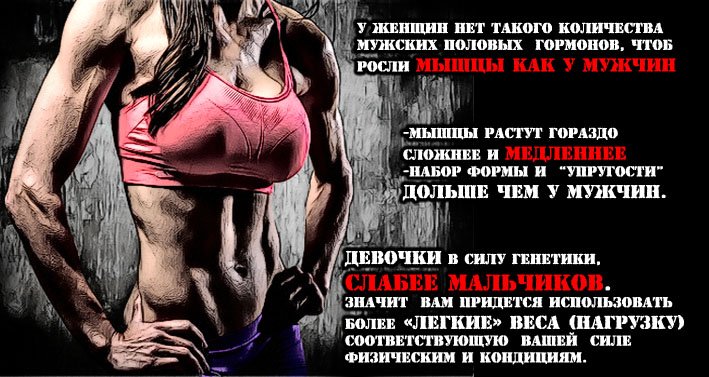 У ЖЕНЩИН НЕТ ТАКОГО КОЛИЧЕСТВА
МУЖСКИХ ПОЛОВЫХ ГОРМОНОВ, ЧТОБ
РОСЛИ МЫШЦЫ КАК У МУЖЧИН
-МЫШЦЫ РАСТУТ ГОРАЗДО
СЛОЖНЕЕ И МЕДЛЕННЕЕ
-НАБОР ФОРМЫ И "УПРУГОСТИ"
ДОЛЬШЕ ЧЕМ У МУЖЧИН.
ДЕВОЧКИ В СИЛУ ГЕНЕТИКИ,
СЛАБЕЕ МАЛЬЧИКОВ.
ЗНАЧИТ ВАМ ПРИДЕТСЯ ИСПОЛЬЗОВАТЬ
БОЛЕЕ «ЛЕГКИЕ» ВЕСА (НАГРУЗКУ)
СООТВЕТСТВУЮЩУЮ ВАШЕЙ СИЛЕ
ФИЗИЧЕСКИМ И КОНДИЦИЯМ.